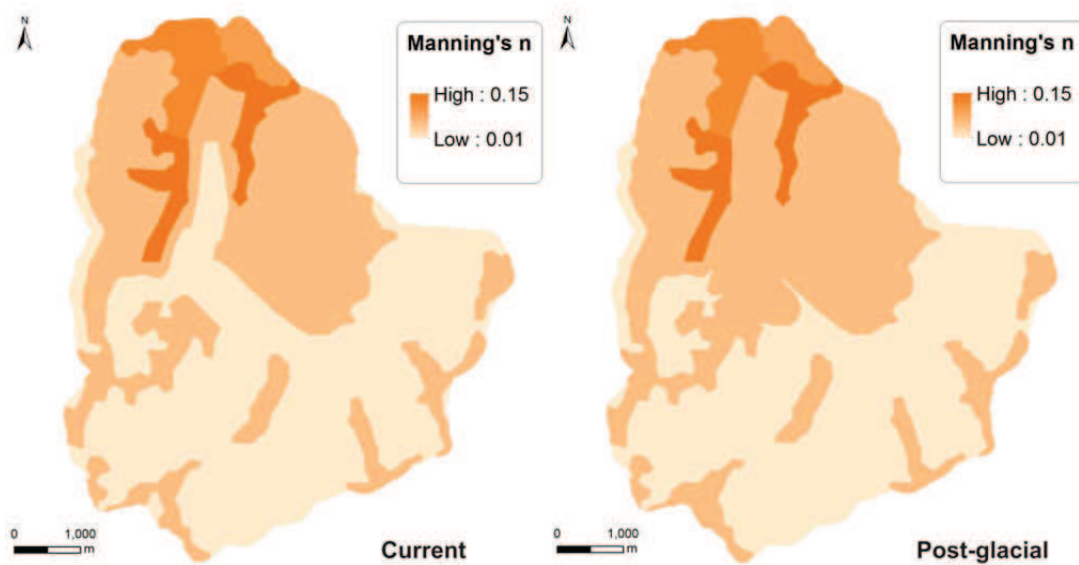 N
Manning's n
High : 0.15
Low : 0.01
0 1,000
m
Current
N
Manning's n
High : 0.15
Low : 0.01
0 1,000
m
Post-glacial